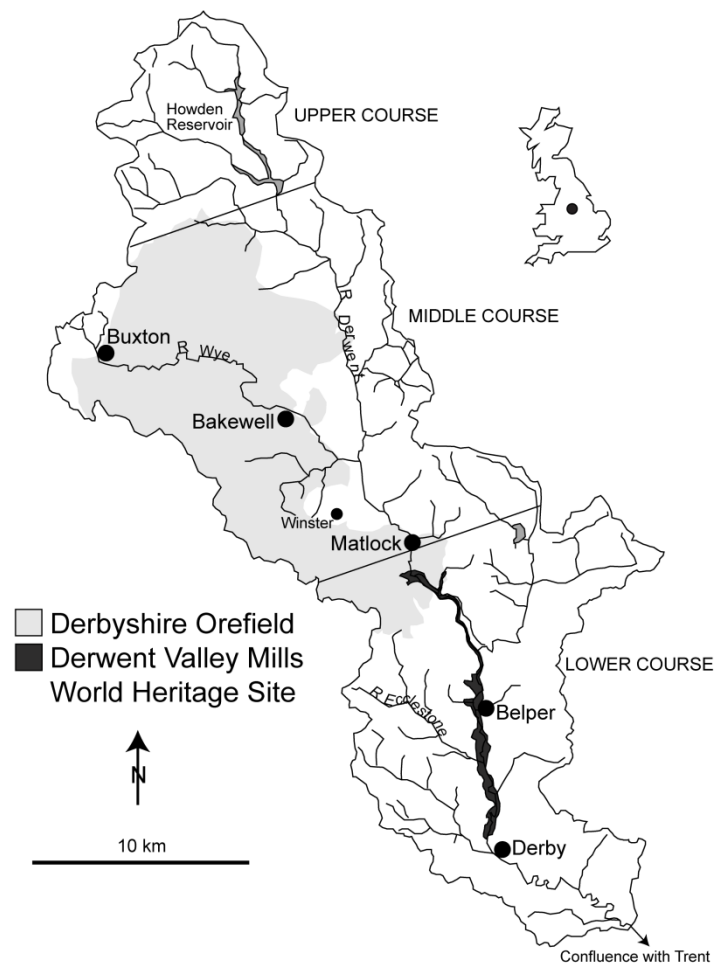 Howden
Reservoir
UPPER COURSE
R Derwent
MIDDLE COURSE
Buxton
R Wye
Bakewell
Winster
Matlock
Derbyshire Orefield
Derwent Valley Mills
World Heritage Site
LOWER COURSE
R Ecclestone
Belper
N
10 km
Derby
Confluence with Trent